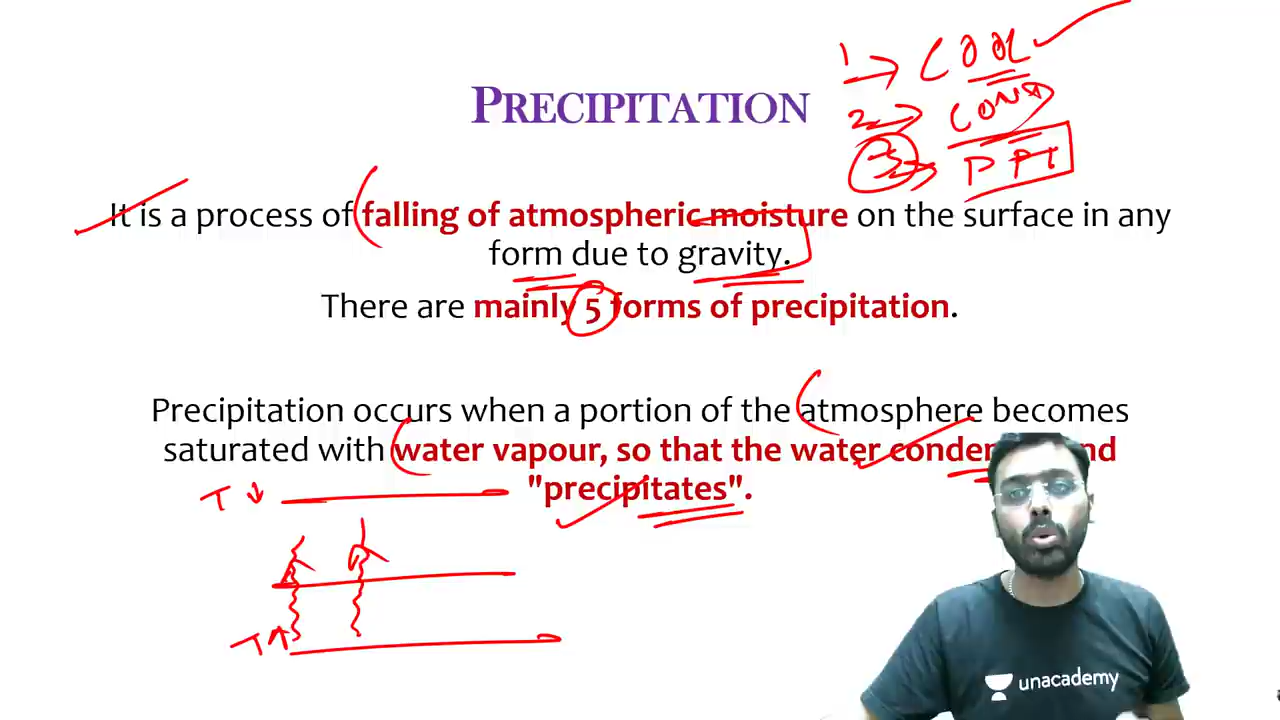 PRECIPITATION
1 → COOL
2 → COND
3 → PPT
It is a process of falling of atmospheric moisture on the surface in any
form due to gravity.
There are mainly 5 forms of precipitation.
Precipitation occurs when a portion of the atmosphere becomes
saturated with water vapour, so that the water
"precipitates".
T ↓
T ↑
unacademy